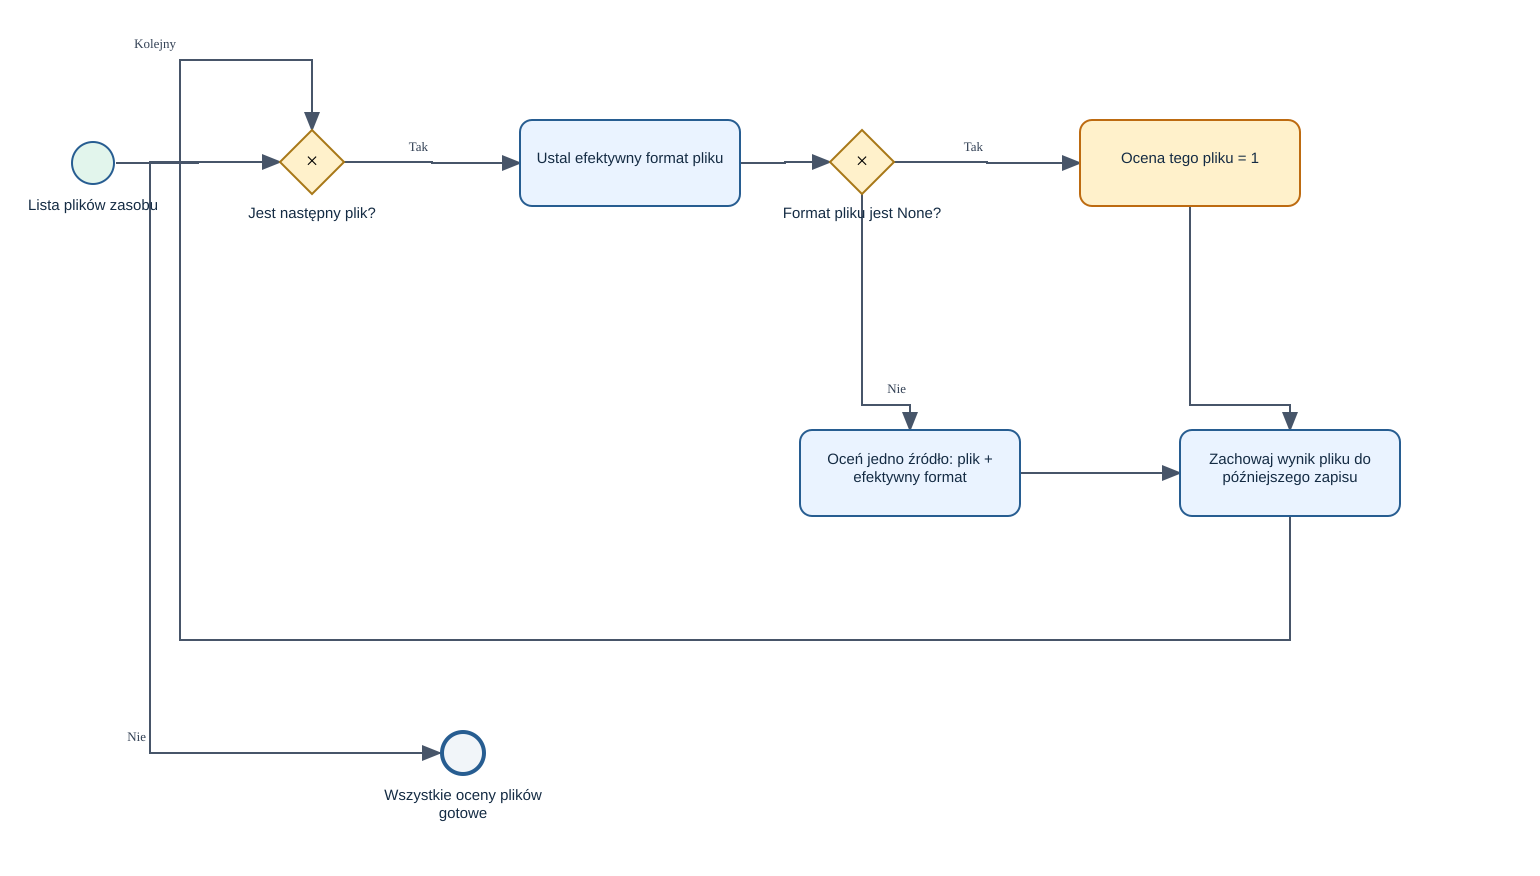 Kolejny
Lista plików zasobu
×
Jest następny plik?
Tak
Ustal efektywny format pliku
×
Format pliku jest None?
Tak
Ocena tego pliku = 1
Nie
Oceń jedno źródło: plik +
efektywny format
Zachowaj wynik pliku do
późniejszego zapisu
Nie
Wszystkie oceny plików
gotowe